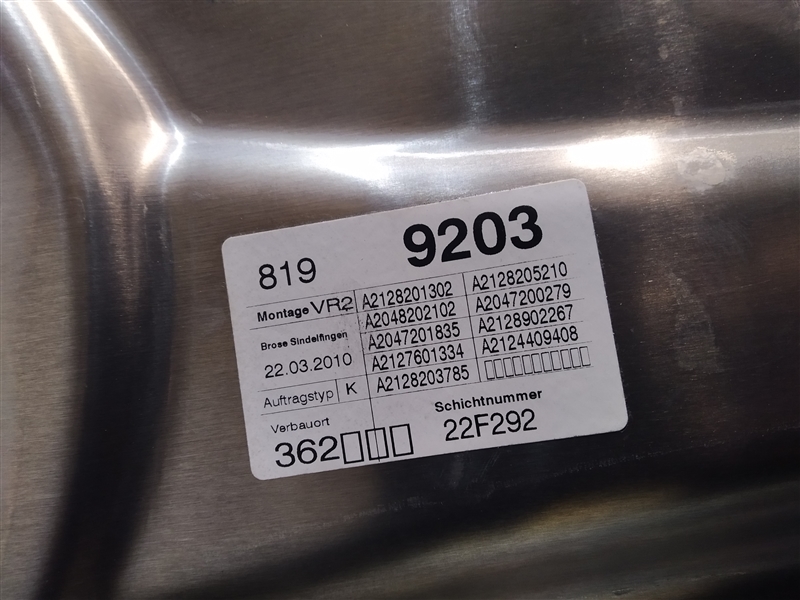 819 9203
Montage VR2
Brose Sindelfingen
22.03.2010
Auftragstyp K
Verbauort
362▯▯▯
A2128201302 A2128205210
A2048202102 A2047200279
A2047201835 A2128902267
A2127601334 A2124409408
A2128203785 ▯▯▯▯▯▯▯▯▯▯▯
Schichtnummer
22F292